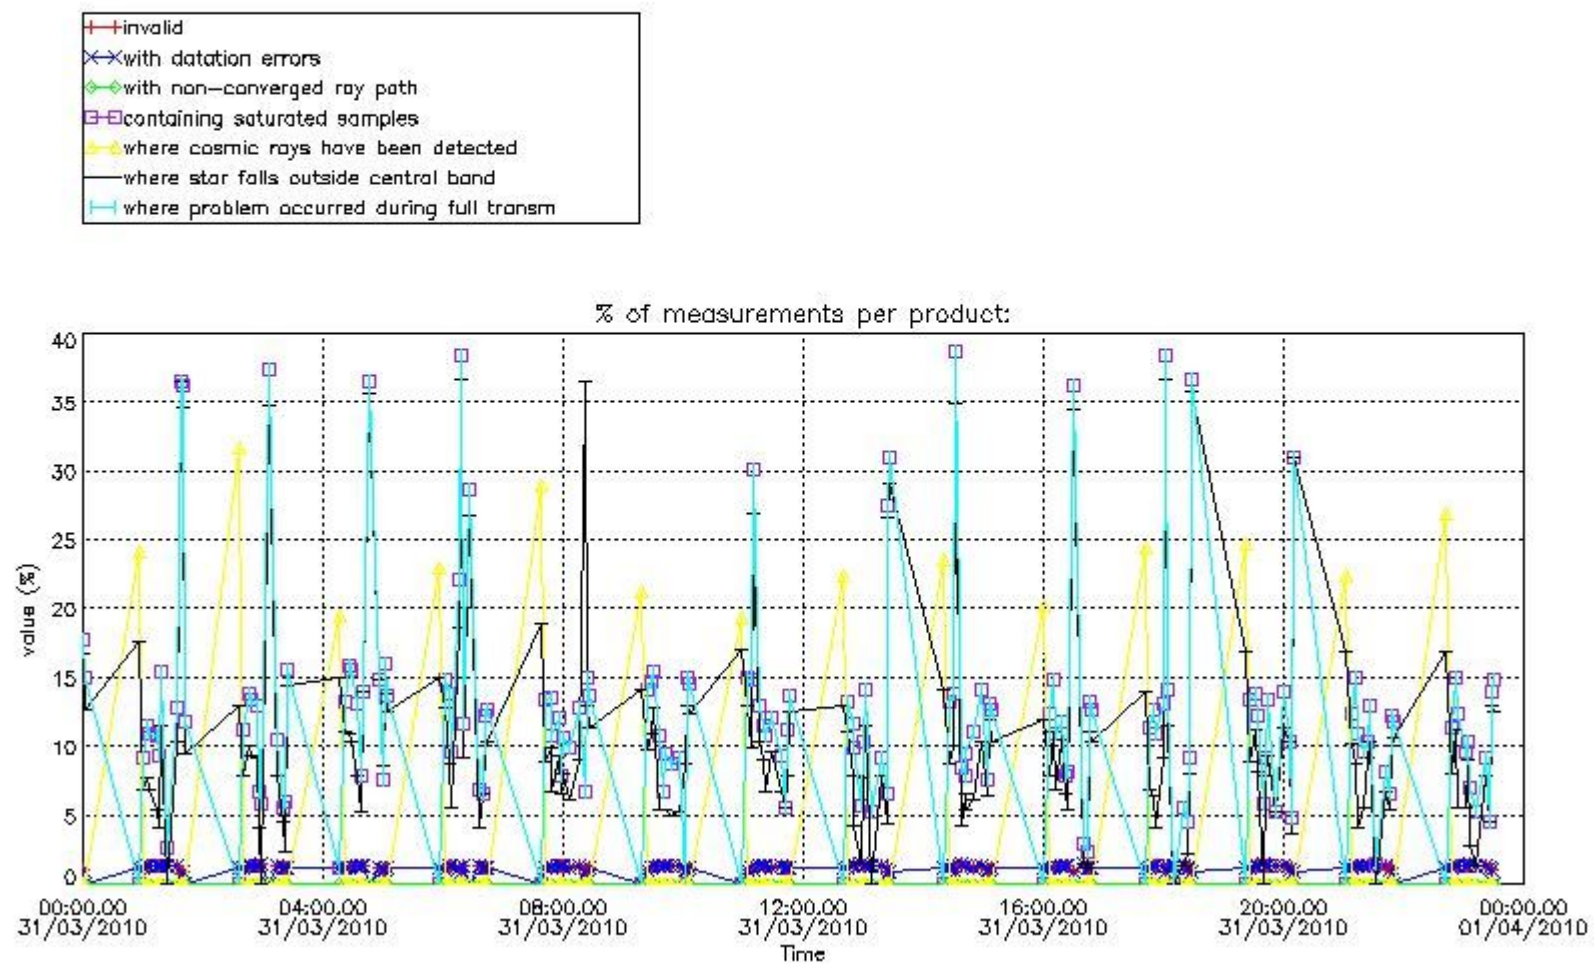 invalid
with datation errors
with non-converged ray path
containing saturated samples
where cosmic rays have been detected
where star falls outside central band
where problem occurred during full transm
% of measurements per product:
40
35
30
25
20
15
10
5
0
value (%)
00:00:00 04:00:00 08:00:00 12:00:00 16:00:00 20:00:00 00:00:00
31/03/2010 31/03/2010 31/03/2010 31/03/2010 31/03/2010 31/03/2010 01/04/2010
Time